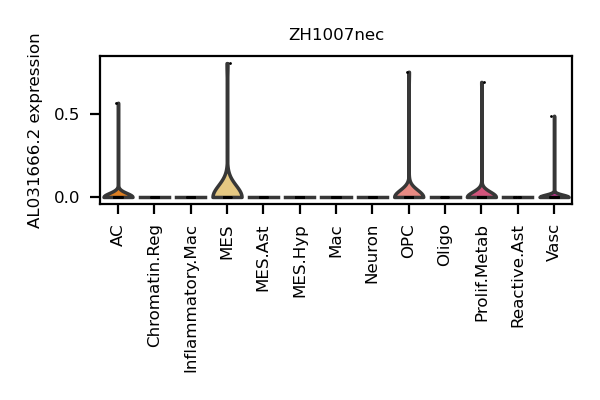 ZH1007nec
AL031666.2 expression
0.5
0.0
AC
Chromatin.Reg
Inflammatory.Mac
MES
MES.Ast
MES.Hyp
Mac
Neuron
OPC
Oligo
Prolif.Metab
Reactive.Ast
Vasc